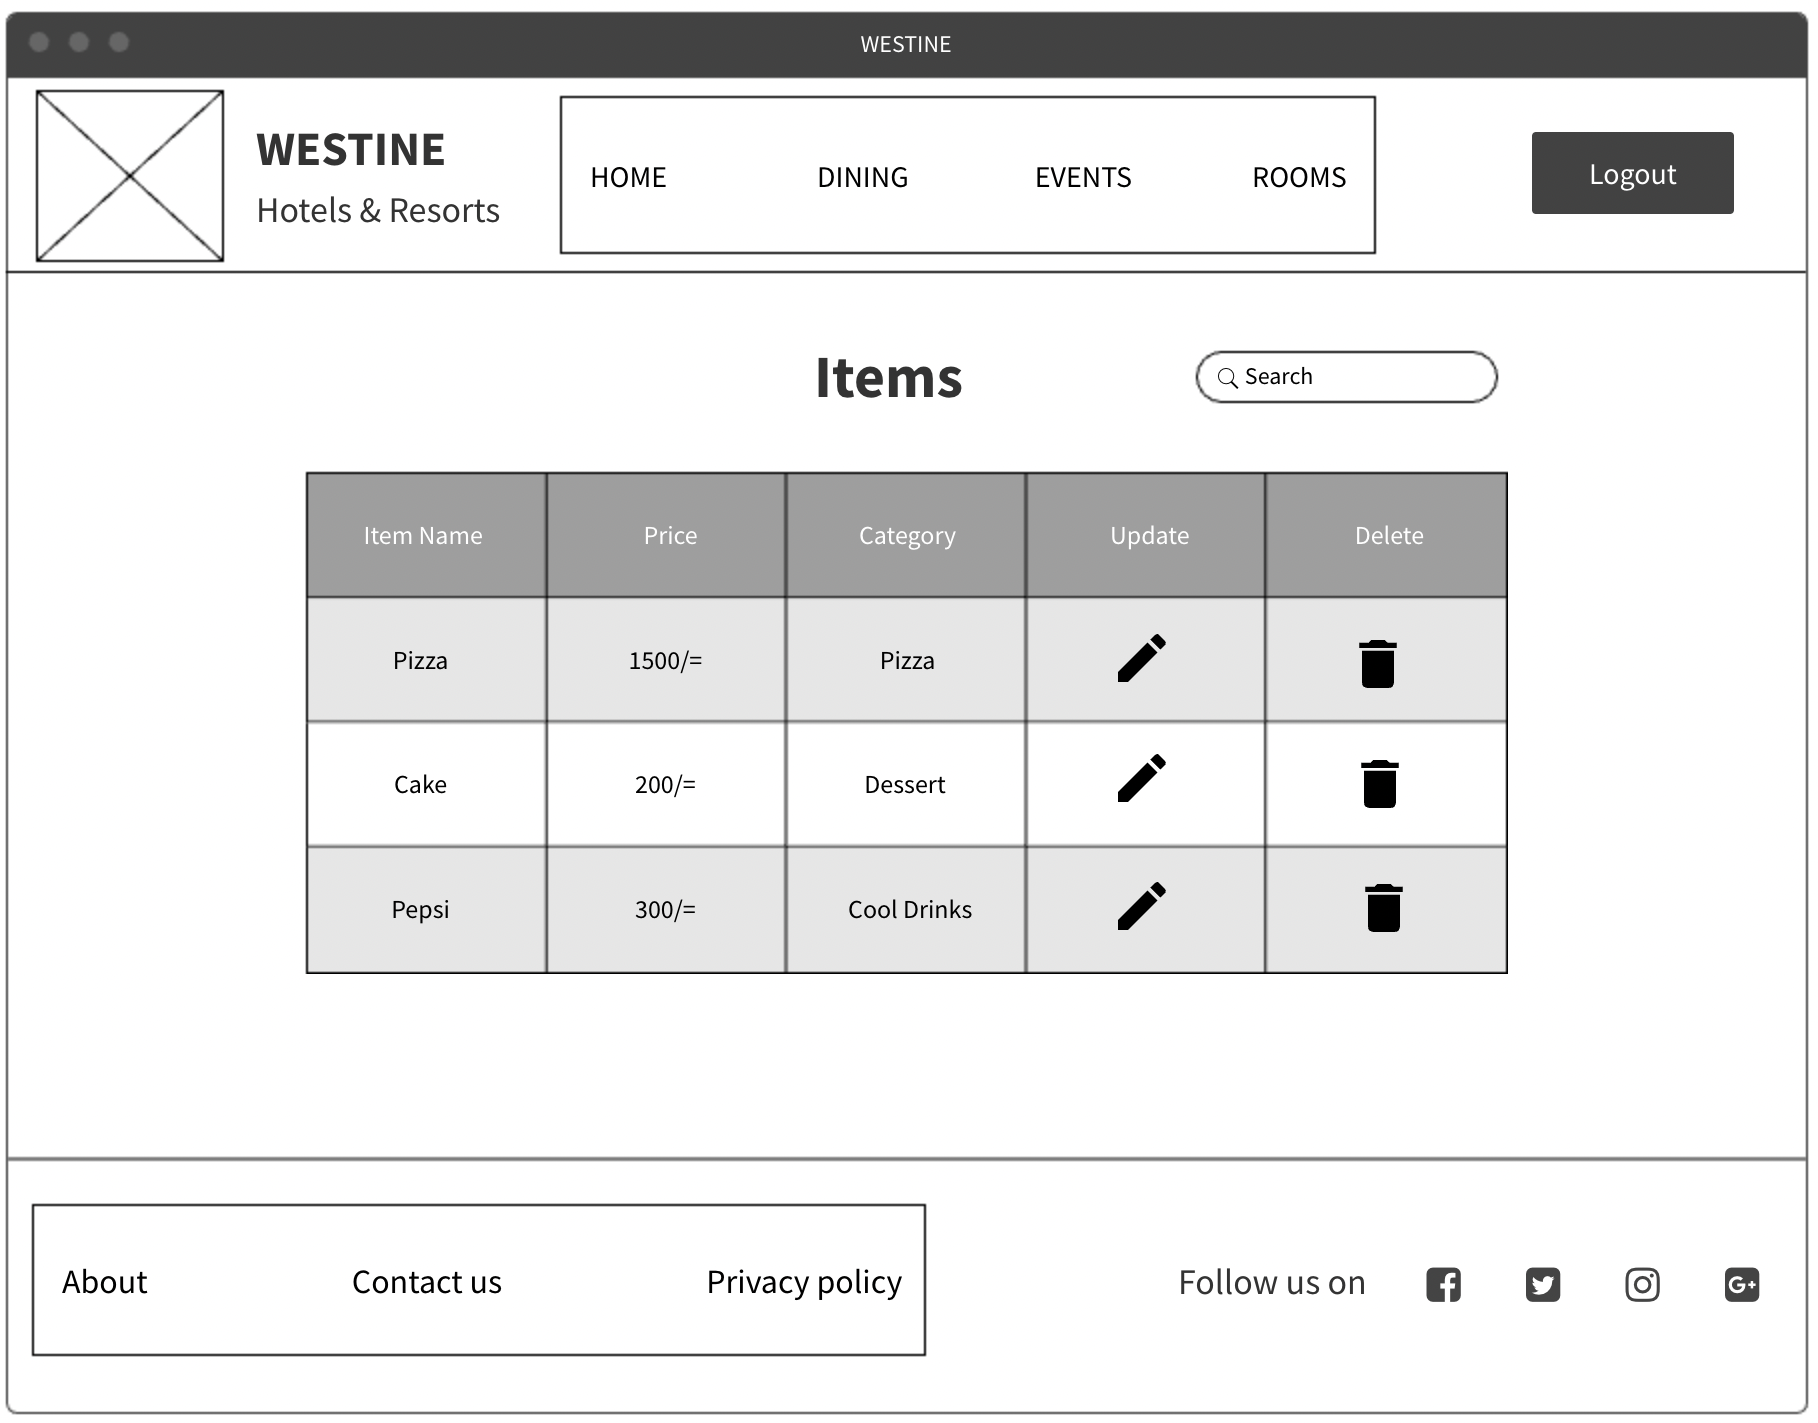 WESTINE
WESTINE
Hotels & Resorts
HOME DINING EVENTS ROOMS
Logout
Items
Search
Item Name Price Category Update Delete
Pizza 1500/= Pizza
Cake 200/= Dessert
Pepsi 300/= Cool Drinks
About Contact us Privacy policy
Follow us on
G+